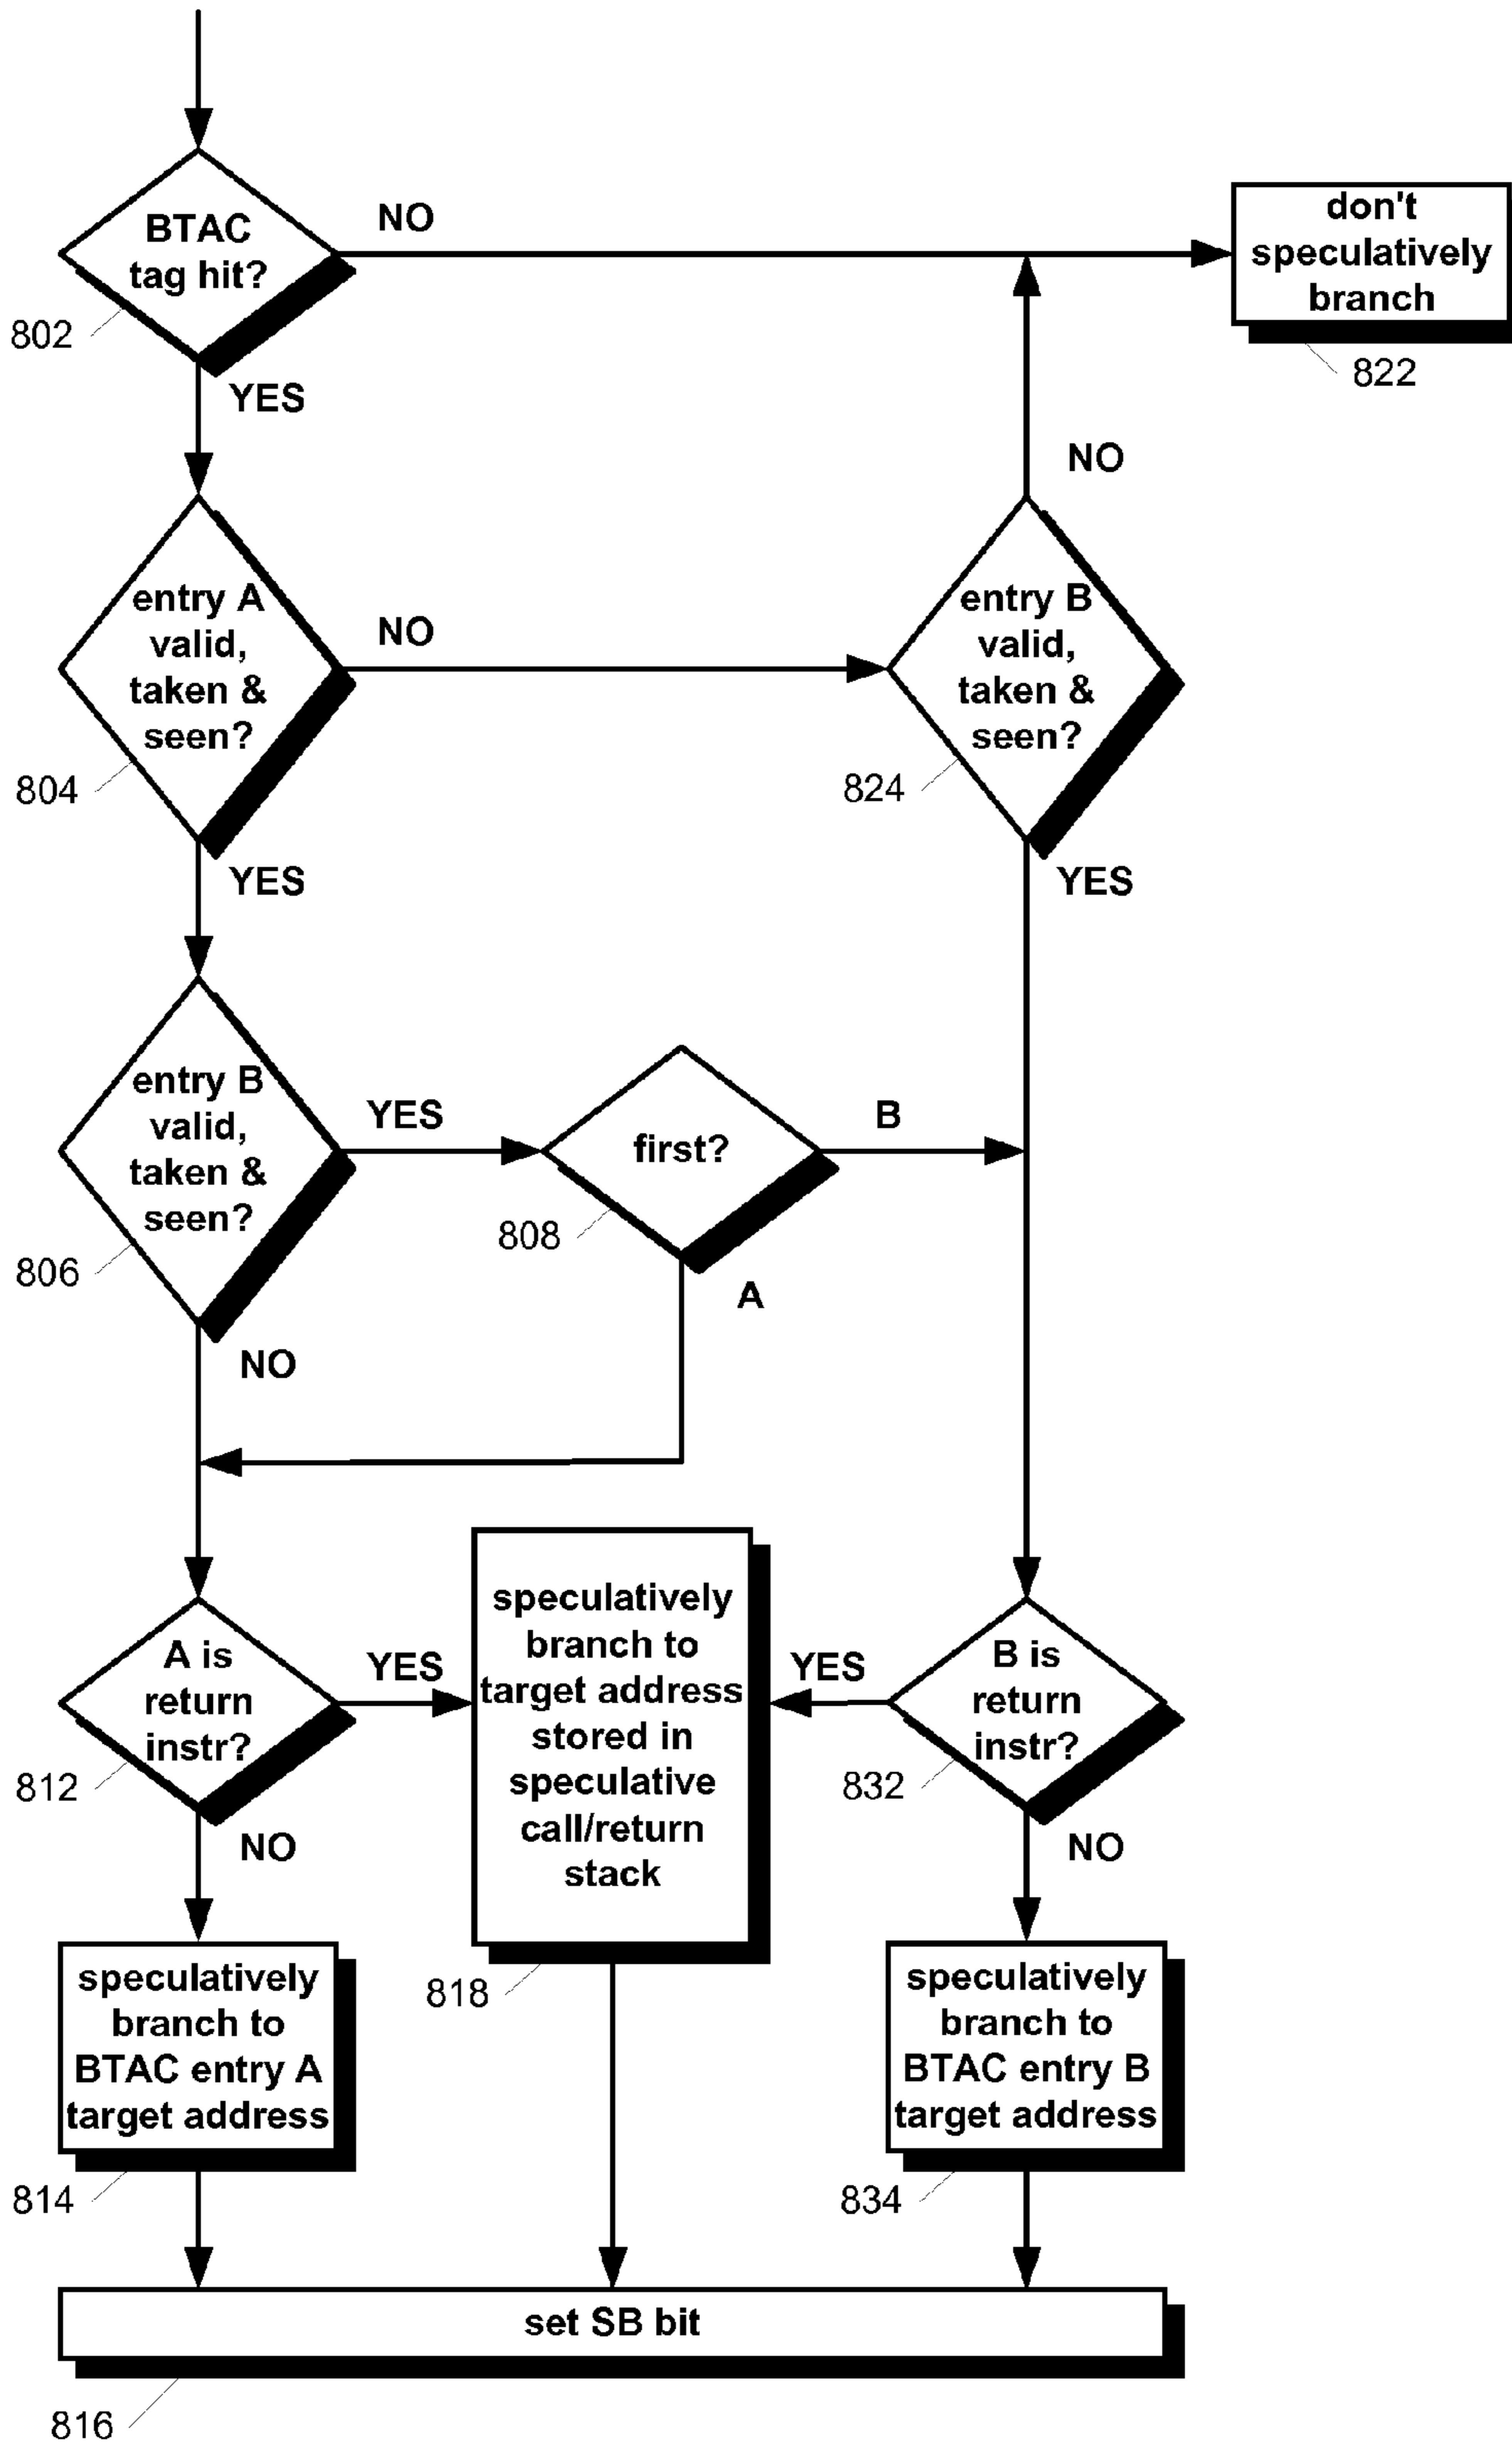 BTAC
tag hit?
802
NO
YES
don't
speculatively
branch
822
entry A
valid,
taken &
seen?
804
NO
YES
entry B
valid,
taken &
seen?
824
NO
YES
entry B
valid,
taken &
seen?
806
YES
NO
first?
808
B
A
A is
return
instr?
812
YES
NO
speculatively
branch to
target address
stored in
speculative
call/return
stack
818
B is
return
instr?
832
YES
NO
speculatively
branch to
BTAC entry A
target address
814
speculatively
branch to
BTAC entry B
target address
834
set SB bit
816